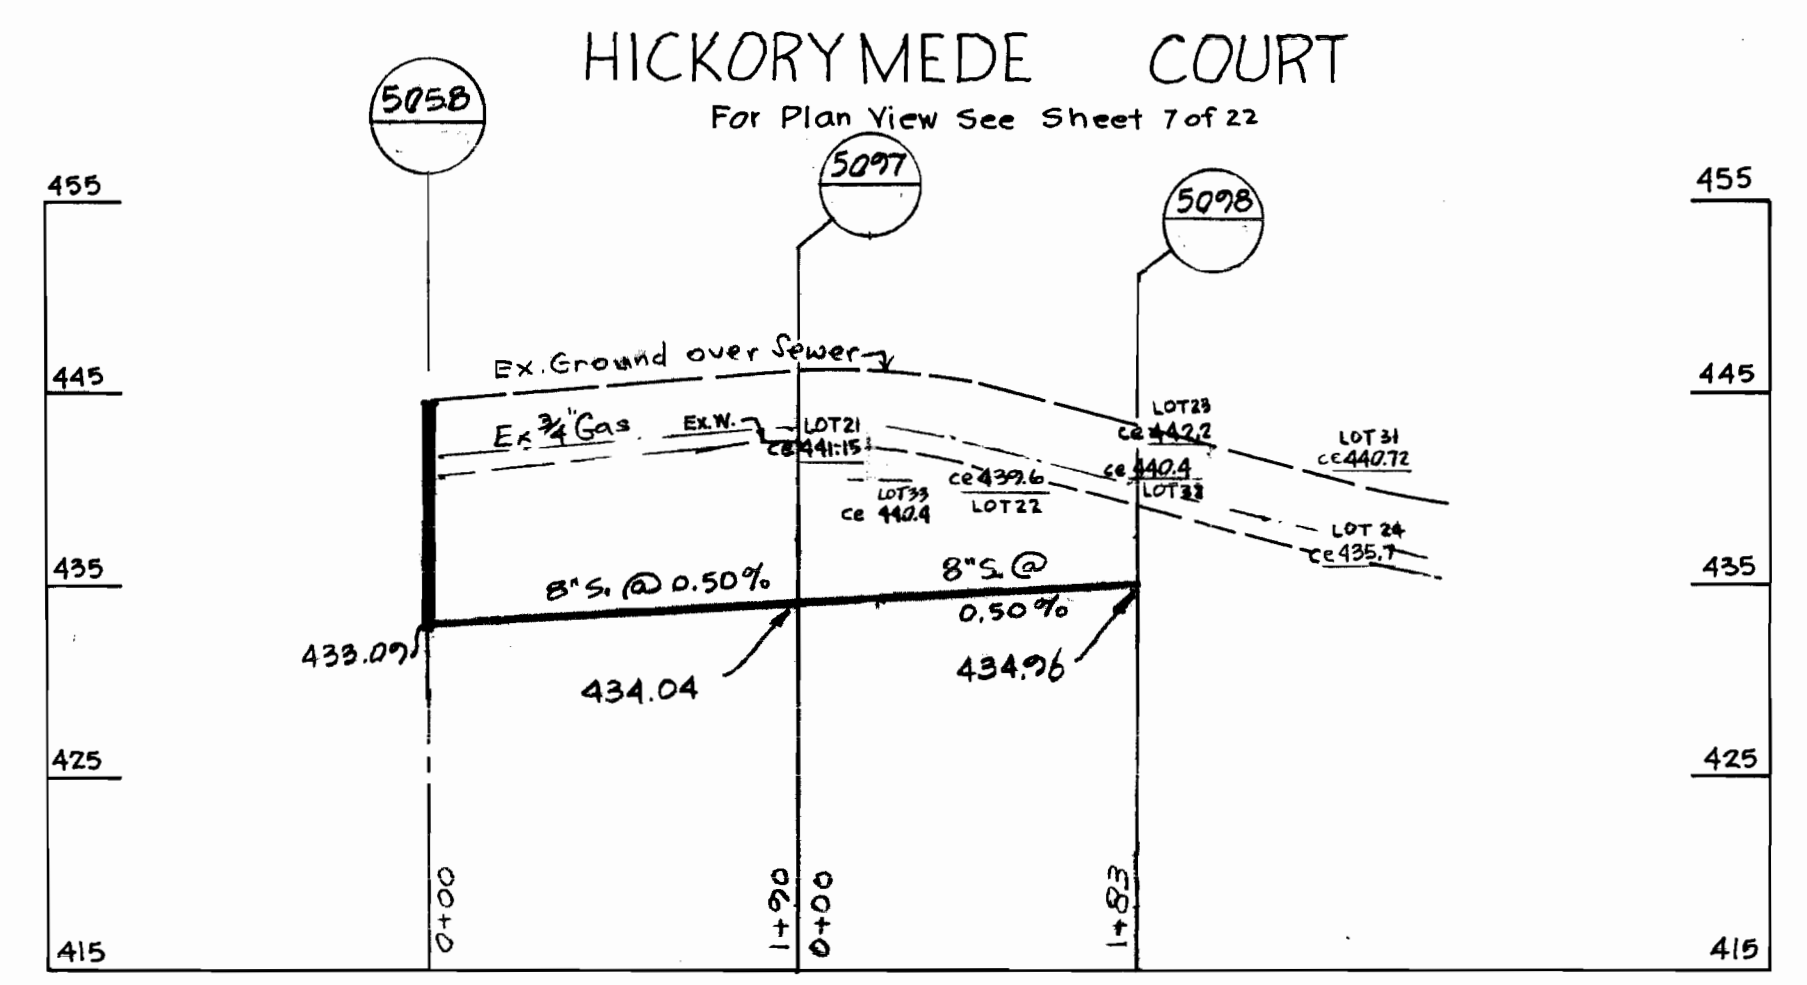 HICKORYMEDE COURT
For Plan View See Sheet 7 of 22
5058
5097
5098
455
455
445
445
Ex. Ground over Sewer
Ex 3/4" Gas
Ex.W.
LOT 21
ce 441.15
LOT 33
ce 440.4
ce 439.6
LOT 22
LOT 23
ce 442.2
ce 440.4
LOT 31
ce 440.72
LOT 24
ce 435.7
435
435
8" S. @ 0.50%
8" S. @
0.50%
433.09
434.04
434.96
425
425
0+00
1+90
0+00
1+83
415
415